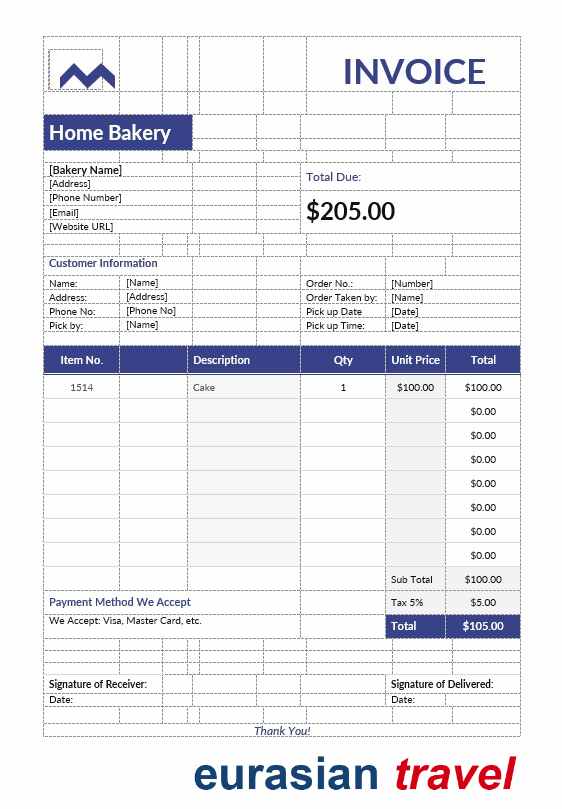 INVOICE
Home Bakery
[Bakery Name]
[Address]
[Phone Number]
[Email]
[Website URL]
Total Due:
$205.00
Customer Information
Name: [Name] Order No.: [Number]
Address: [Address] Order Taken by: [Name]
Phone No: [Phone No] Pick up Date [Date]
Pick by: [Name] Pick up Time: [Date]
Item No. Description Qty Unit Price Total
1514 Cake 1 $100.00 $100.00
$0.00
$0.00
$0.00
$0.00
$0.00
$0.00
$0.00
Sub Total $100.00
Payment Method We Accept Tax 5% $5.00
We Accept: Visa, Master Card, etc. Total $105.00
Signature of Receiver: Signature of Delivered:
Date: Date:
Thank You!
eurasian travel